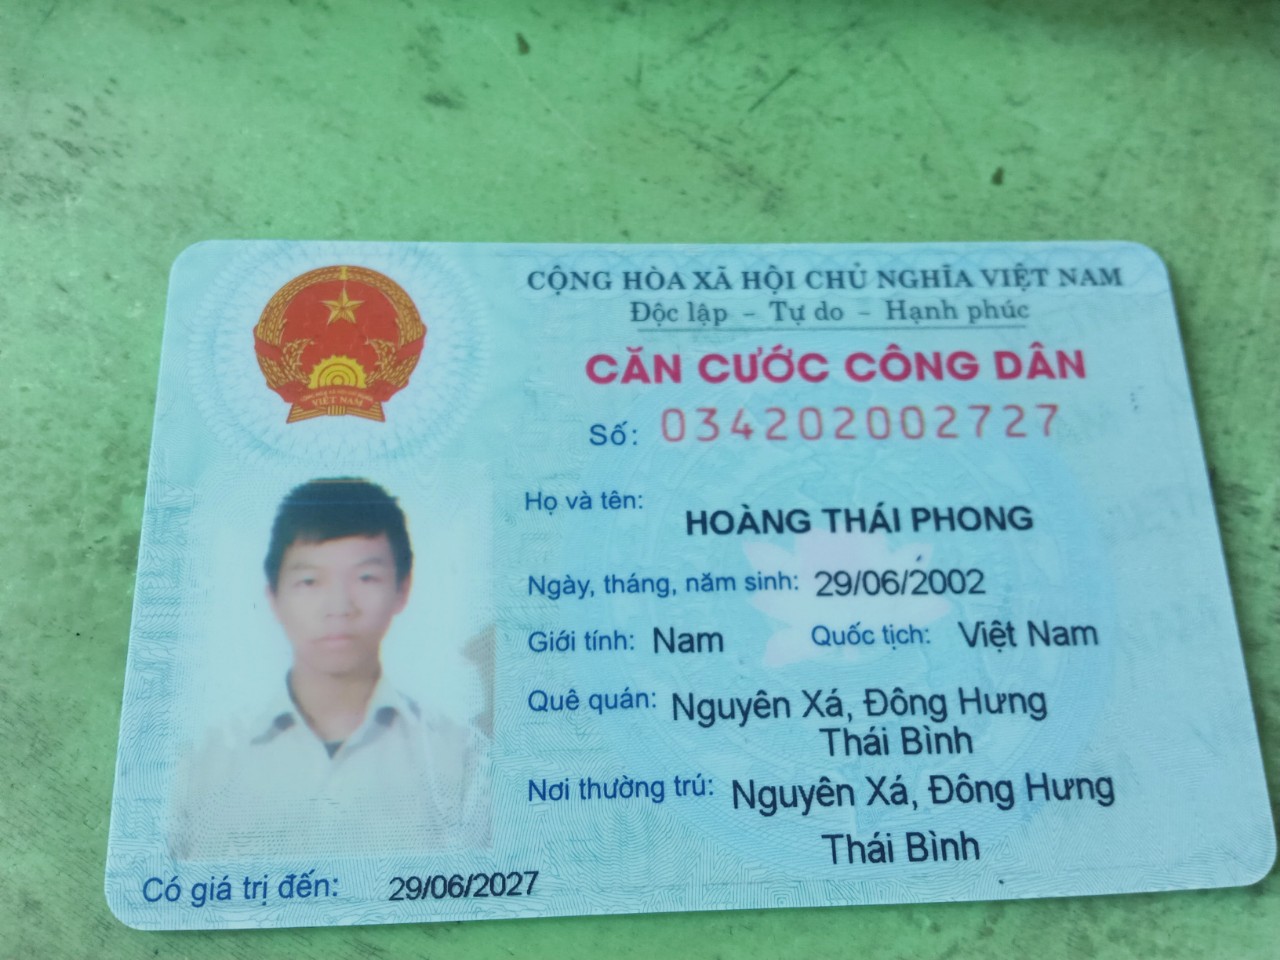 CỘNG HÒA XÃ HỘI CHỦ NGHĨA VIỆT NAM
Độc lập – Tự do – Hạnh phúc
CĂN CƯỚC CÔNG DÂN
Số: 034202002727
Họ và tên: HOÀNG THÁI PHONG
Ngày, tháng, năm sinh: 29/06/2002
Giới tính: Nam Quốc tịch: Việt Nam
Quê quán: Nguyên Xá, Đông Hưng
Thái Bình
Nơi thường trú: Nguyên Xá, Đông Hưng
Thái Bình
Có giá trị đến: 29/06/2027
VIỆT NAM